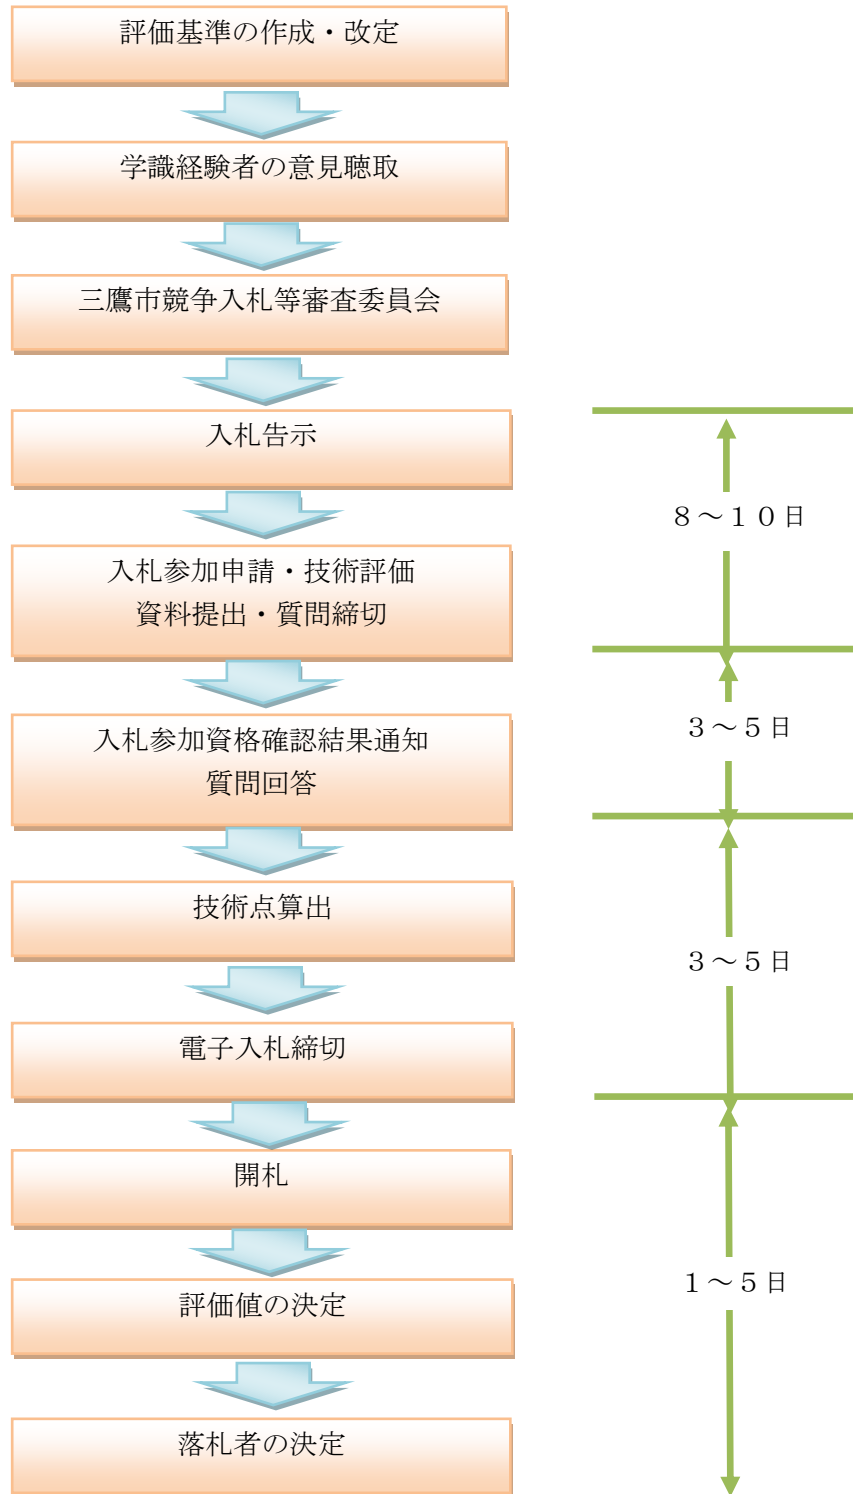 評価基準の作成・改定
学識経験者の意見聴取
三鷹市競争入札等審査委員会
入札告示
８～１０日
入札参加申請・技術評価
資料提出・質問締切
３～５日
入札参加資格確認結果通知
質問回答
技術点算出
３～５日
電子入札締切
開札
１～５日
評価値の決定
落札者の決定